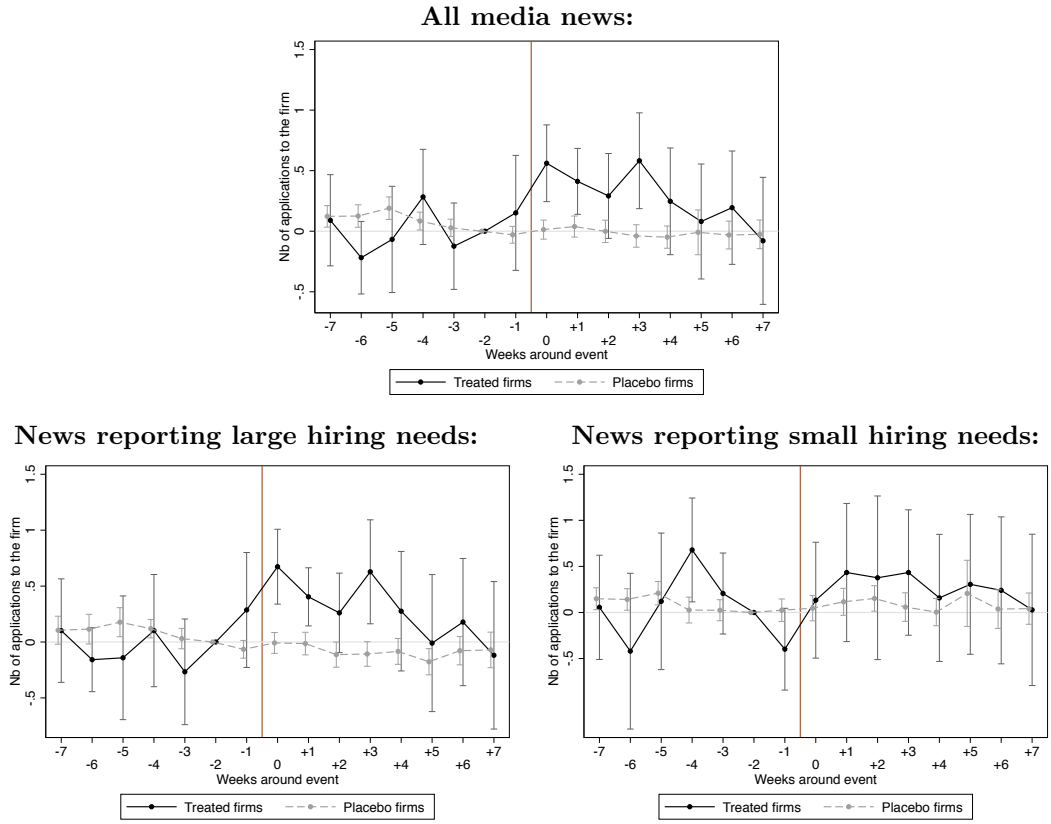 All media news:
Nb of applications to the firm
1.5
1
.5
0
-.5
-7 -6 -5 -4 -3 -2 -1 0 +1 +2 +3 +4 +5 +6 +7
Weeks around event
Treated firms Placebo firms
News reporting large hiring needs:
Nb of applications to the firm
1.5
1
.5
0
-.5
-7 -6 -5 -4 -3 -2 -1 0 +1 +2 +3 +4 +5 +6 +7
Weeks around event
Treated firms Placebo firms
News reporting small hiring needs:
Nb of applications to the firm
1.5
1
.5
0
-.5
-7 -6 -5 -4 -3 -2 -1 0 +1 +2 +3 +4 +5 +6 +7
Weeks around event
Treated firms Placebo firms